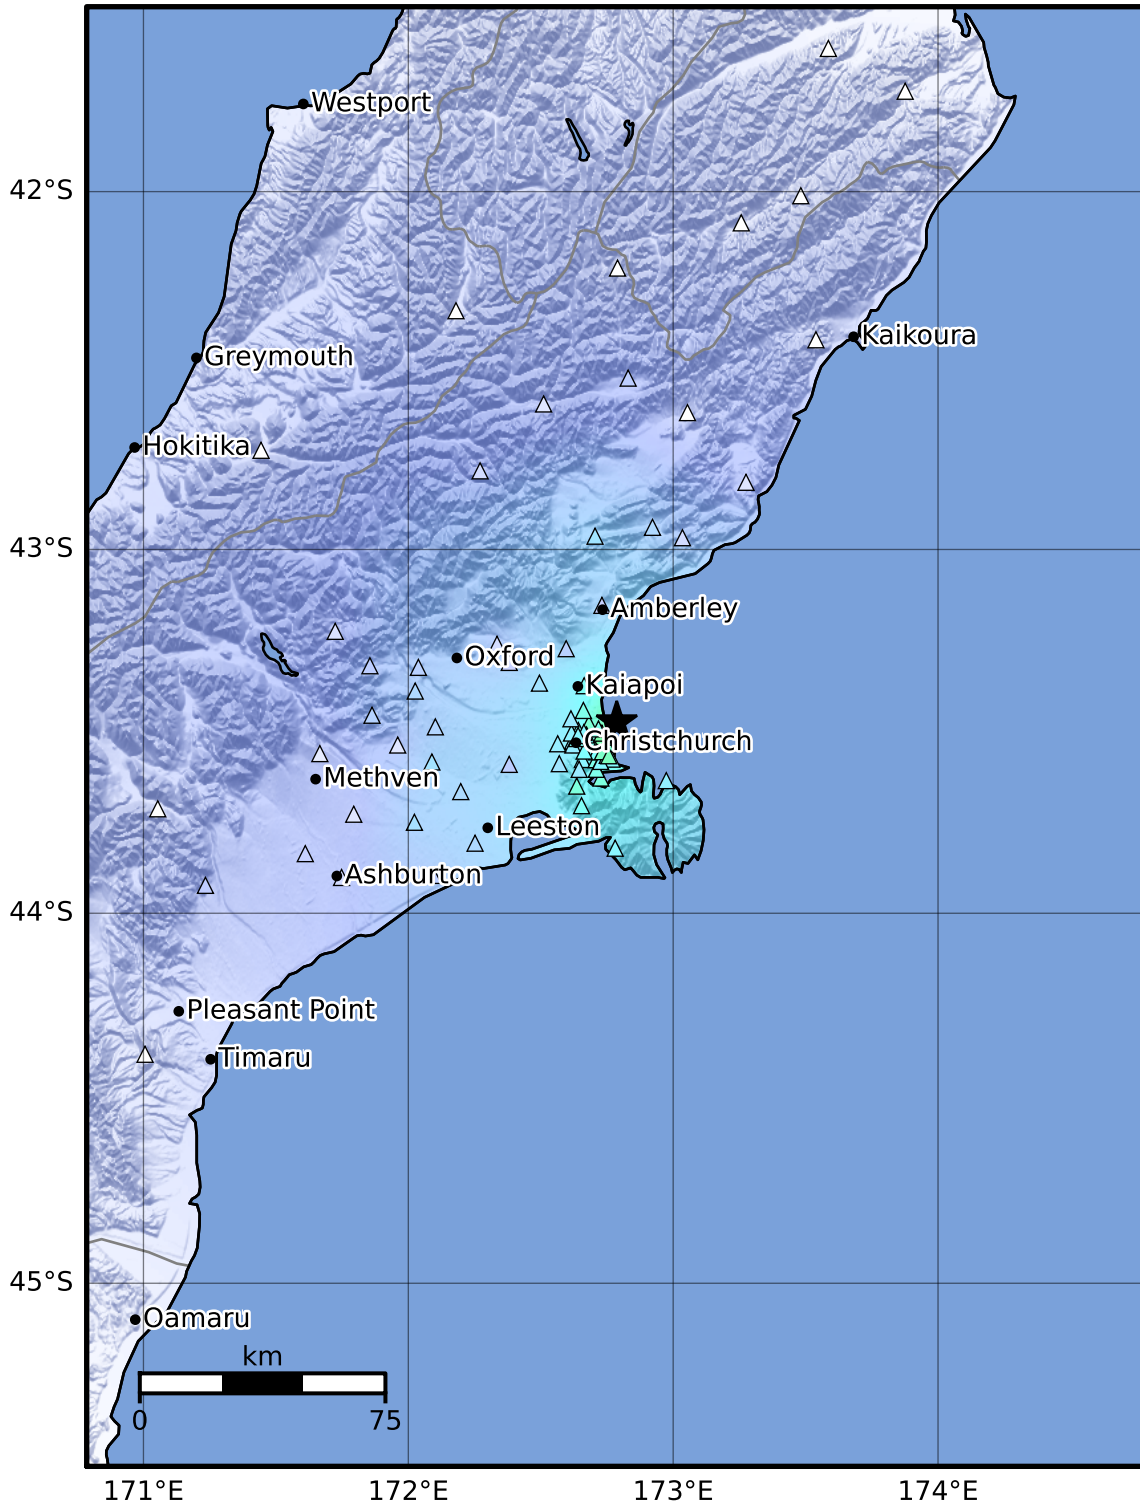 Westport
42°S
Kaikoura
Greymouth
Hokitika
43°S
Amberley
Oxford
Kaiapoi
Christchurch
Methven
Leeston
Ashburton
44°S
Pleasant Point
Timaru
45°S
Oamaru
km
0 75
171°E 172°E 173°E 174°E